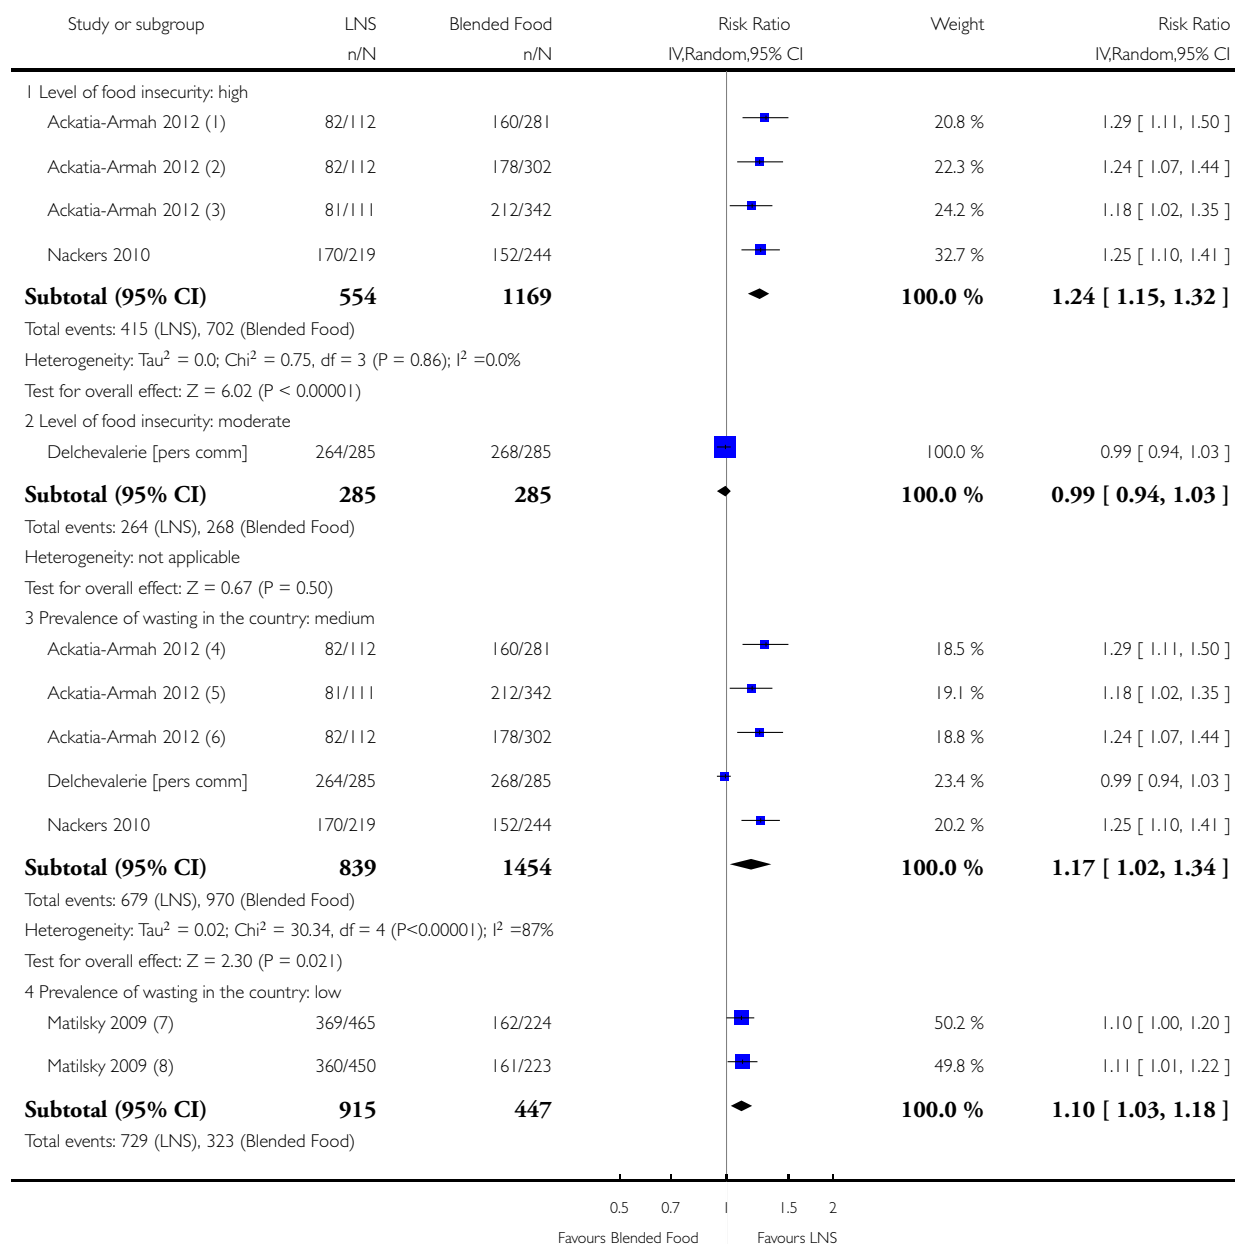 Study or subgroup LNS Blended Food Risk Ratio Weight Risk Ratio
n/N n/N IV,Random,95% CI IV,Random,95% CI
1 Level of food insecurity: high
Ackatia-Armah 2012 (1) 82/112 160/281 20.8 % 1.29 [ 1.11, 1.50 ]
Ackatia-Armah 2012 (2) 82/112 178/302 22.3 % 1.24 [ 1.07, 1.44 ]
Ackatia-Armah 2012 (3) 81/111 212/342 24.2 % 1.18 [ 1.02, 1.35 ]
Nackers 2010 170/219 152/244 32.7 % 1.25 [ 1.10, 1.41 ]
Subtotal (95% CI) 554 1169 100.0 % 1.24 [ 1.15, 1.32 ]
Total events: 415 (LNS), 702 (Blended Food)
Heterogeneity: Tau² = 0.0; Chi² = 0.75, df = 3 (P = 0.86); I² =0.0%
Test for overall effect: Z = 6.02 (P < 0.00001)
2 Level of food insecurity: moderate
Delchevalerie [pers comm] 264/285 268/285 100.0 % 0.99 [ 0.94, 1.03 ]
Subtotal (95% CI) 285 285 100.0 % 0.99 [ 0.94, 1.03 ]
Total events: 264 (LNS), 268 (Blended Food)
Heterogeneity: not applicable
Test for overall effect: Z = 0.67 (P = 0.50)
3 Prevalence of wasting in the country: medium
Ackatia-Armah 2012 (4) 82/112 160/281 18.5 % 1.29 [ 1.11, 1.50 ]
Ackatia-Armah 2012 (5) 81/111 212/342 19.1 % 1.18 [ 1.02, 1.35 ]
Ackatia-Armah 2012 (6) 82/112 178/302 18.8 % 1.24 [ 1.07, 1.44 ]
Delchevalerie [pers comm] 264/285 268/285 23.4 % 0.99 [ 0.94, 1.03 ]
Nackers 2010 170/219 152/244 20.2 % 1.25 [ 1.10, 1.41 ]
Subtotal (95% CI) 839 1454 100.0 % 1.17 [ 1.02, 1.34 ]
Total events: 679 (LNS), 970 (Blended Food)
Heterogeneity: Tau² = 0.02; Chi² = 30.34, df = 4 (P<0.00001); I² =87%
Test for overall effect: Z = 2.30 (P = 0.021)
4 Prevalence of wasting in the country: low
Matilsky 2009 (7) 369/465 162/224 50.2 % 1.10 [ 1.00, 1.20 ]
Matilsky 2009 (8) 360/450 161/223 49.8 % 1.11 [ 1.01, 1.22 ]
Subtotal (95% CI) 915 447 100.0 % 1.10 [ 1.03, 1.18 ]
Total events: 729 (LNS), 323 (Blended Food)
0.5 0.7 1 1.5 2
Favours Blended Food Favours LNS